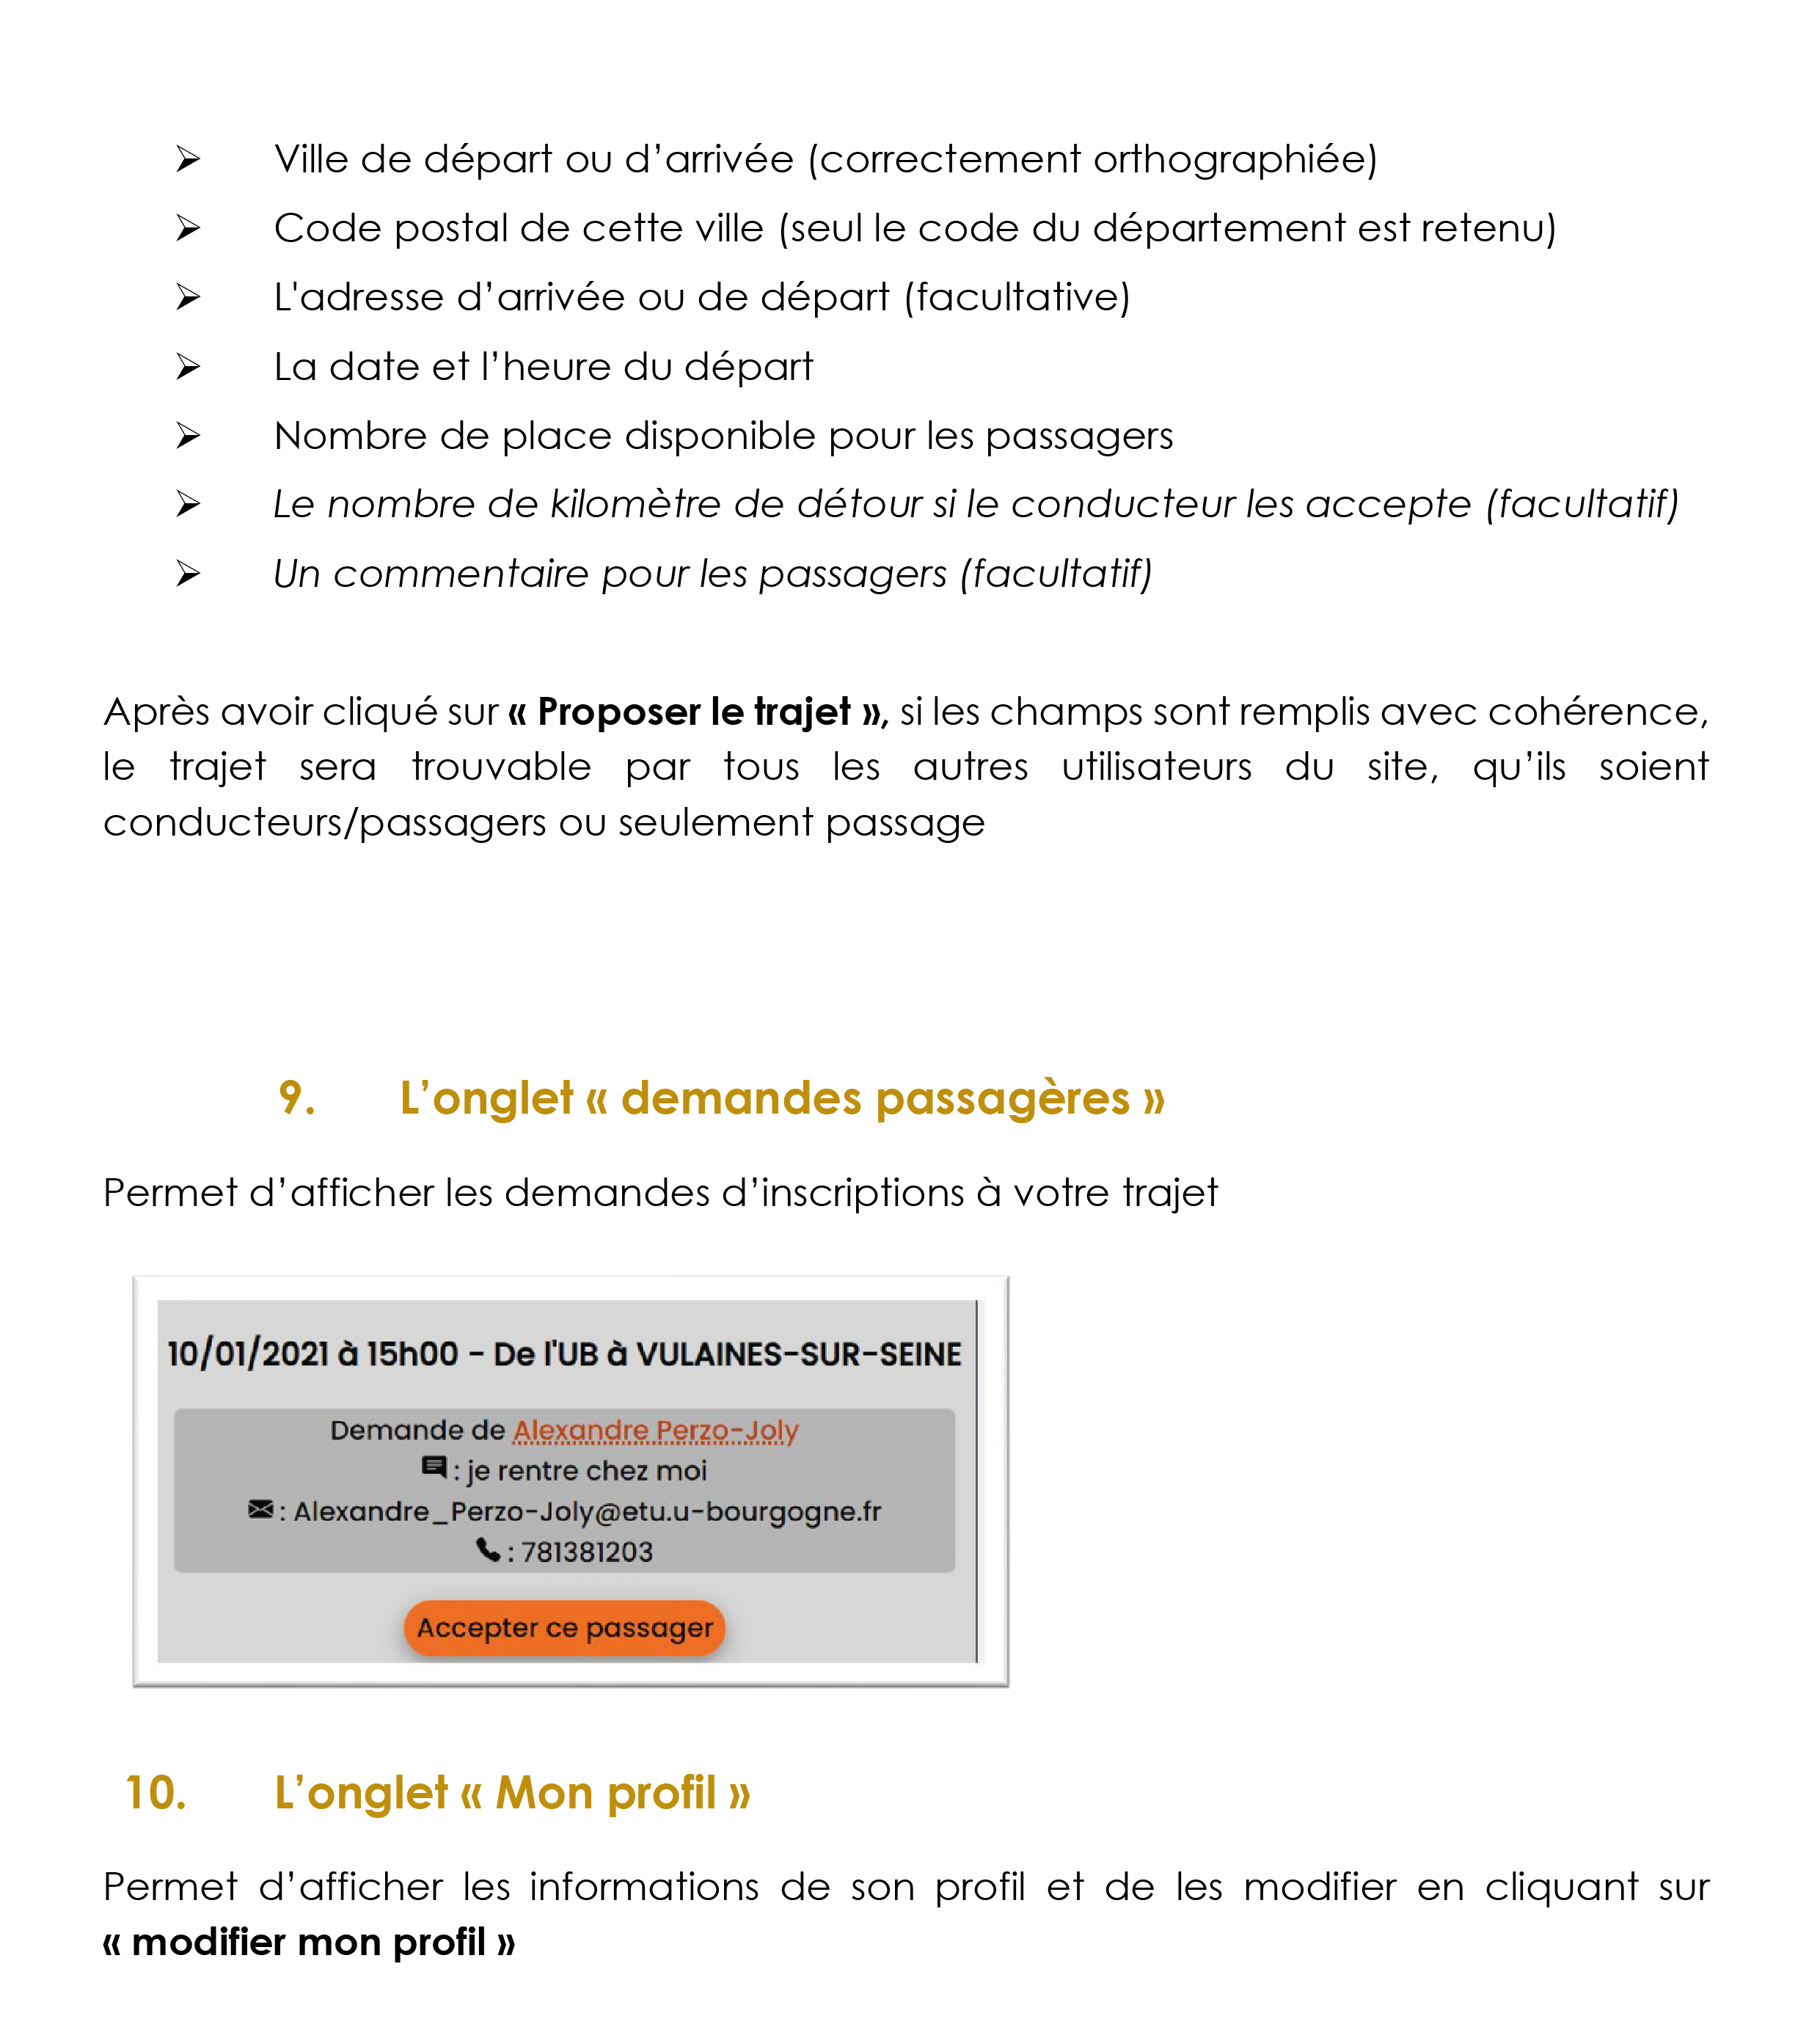 ➢ Ville de départ ou d’arrivée (correctement orthographiée)
➢ Code postal de cette ville (seul le code du département est retenu)
➢ L'adresse d’arrivée ou de départ (facultative)
➢ La date et l’heure du départ
➢ Nombre de place disponible pour les passagers
➢ Le nombre de kilomètre de détour si le conducteur les accepte (facultatif)
➢ Un commentaire pour les passagers (facultatif)
Après avoir cliqué sur « Proposer le trajet », si les champs sont remplis avec cohérence,
le trajet sera trouvable par tous les autres utilisateurs du site, qu’ils soient
conducteurs/passagers ou seulement passage
9. L’onglet « demandes passagères »
Permet d’afficher les demandes d’inscriptions à votre trajet
10/01/2021 à 15h00 - De l'UB à VULAINES-SUR-SEINE
Demande de Alexandre Perzo-Joly
: je rentre chez moi
: Alexandre_Perzo-Joly@etu.u-bourgogne.fr
: 781381203
Accepter ce passager
10. L’onglet « Mon profil »
Permet d’afficher les informations de son profil et de les modifier en cliquant sur
« modifier mon profil »